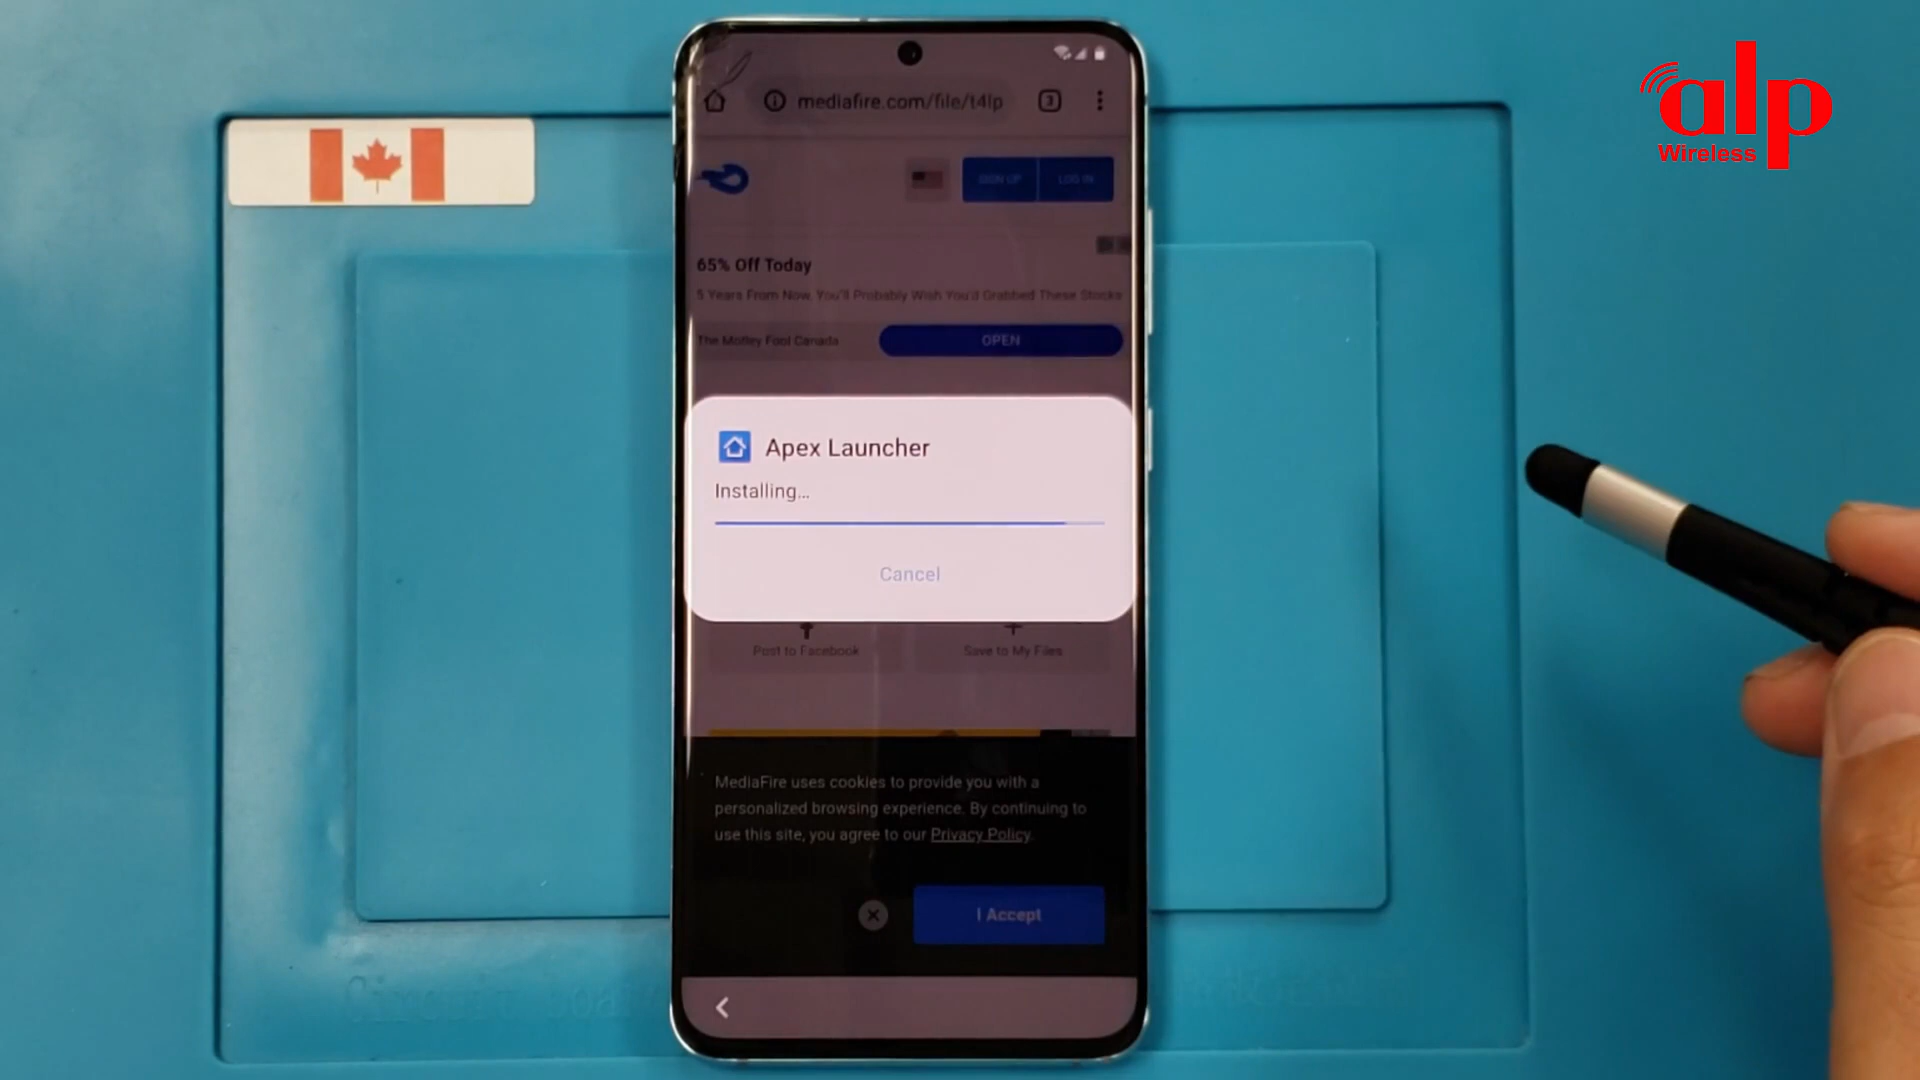 alp
Wireless
mediafire.com/file/t4lp
3
SIGN UP
LOG IN
65% Off Today
5 Years From Now, You'll Probably Wish You'd Grabbed These Stocks
The Motley Fool Canada
OPEN
Apex Launcher
Installing...
Cancel
Post to Facebook
Save to My Files
MediaFire uses cookies to provide you with a
personalized browsing experience. By continuing to
use this site, you agree to our Privacy Policy.
I Accept